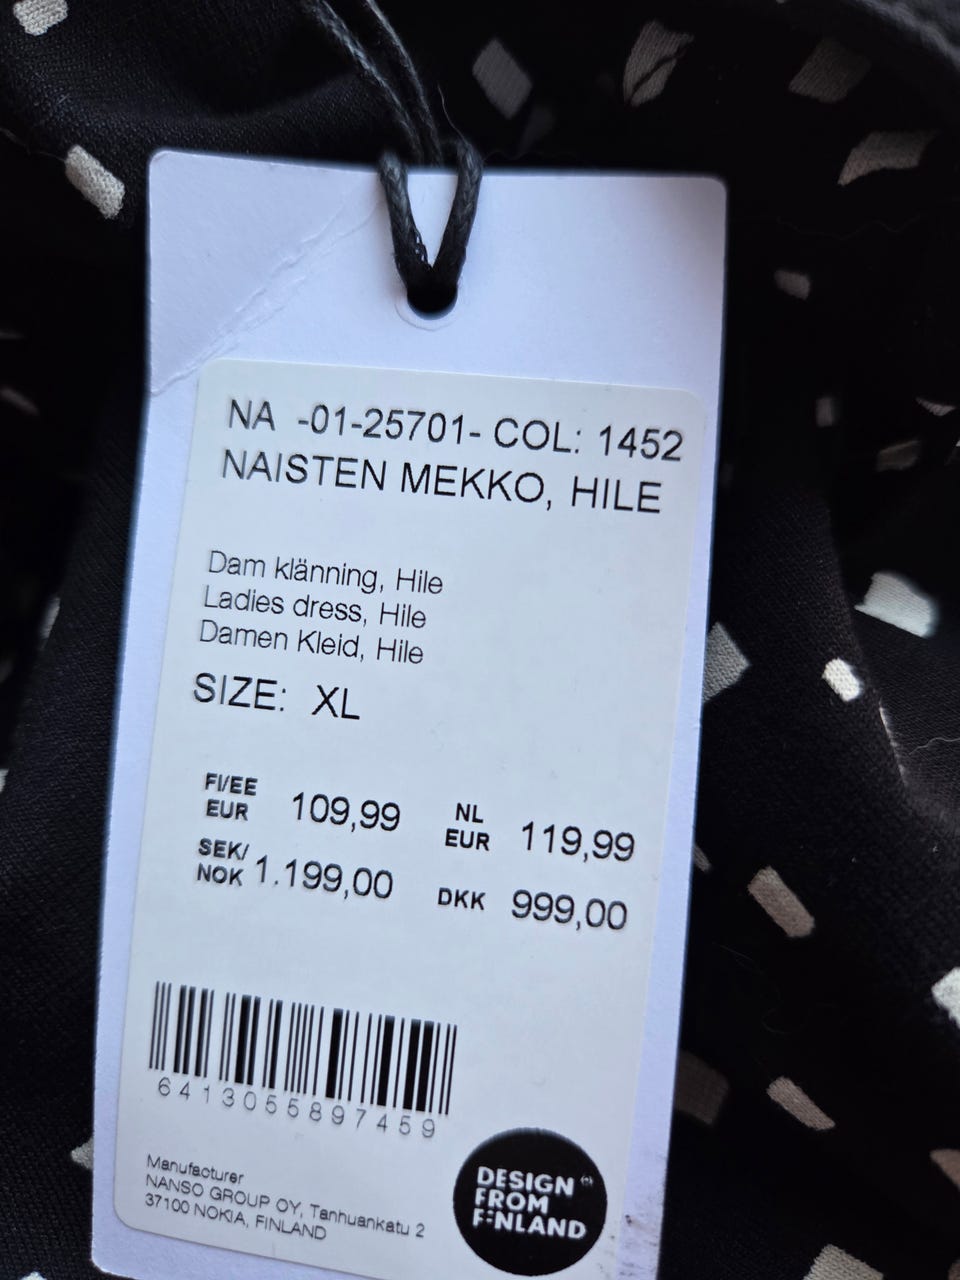 NA -01-25701- COL: 1452
NAISTEN MEKKO, HILE
Dam klänning, Hile
Ladies dress, Hile
Damen Kleid, Hile
SIZE: XL
FI/EE EUR 109,99 NL EUR 119,99
SEK/ NOK 1.199,00 DKK 999,00
6413055897459
Manufacturer
NANSO GROUP OY, Tanhuankatu 2
37100 NOKIA, FINLAND
DESIGN
FROM
FINLAND